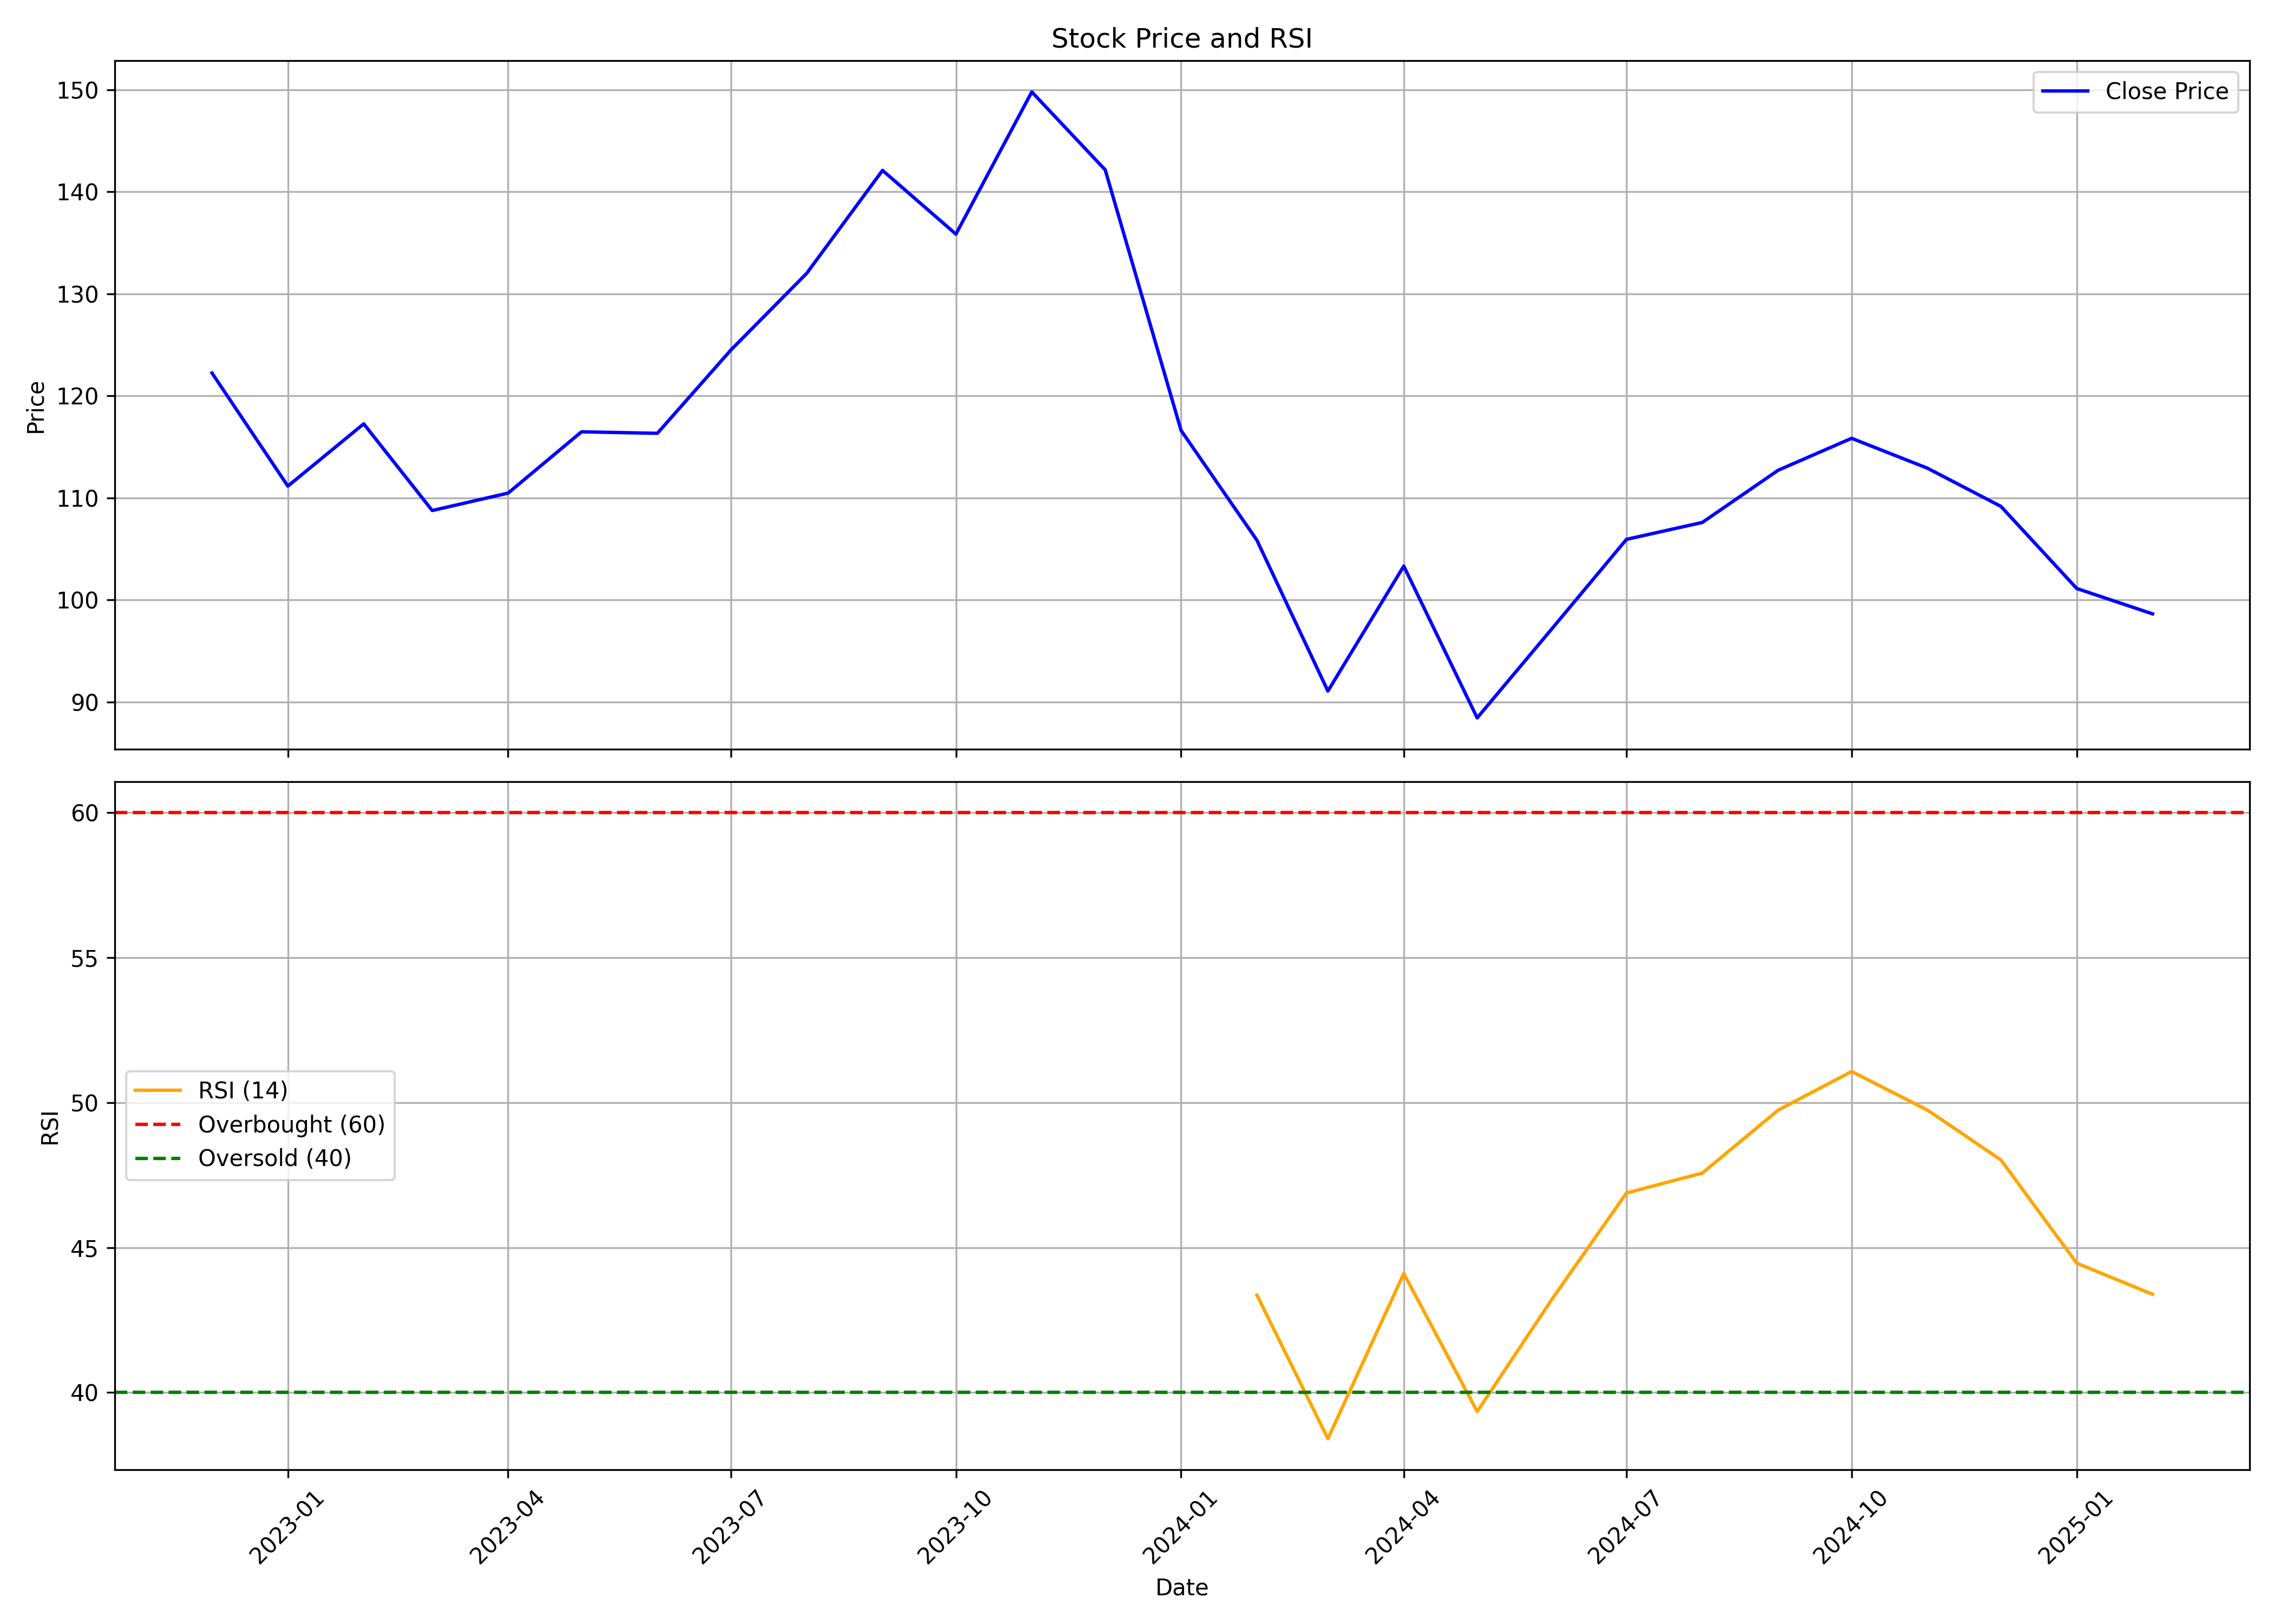 Stock Price and RSI
150
140
130
120
110
100
90
Price
Close Price
60
55
50
45
40
RSI
RSI (14)
Overbought (60)
Oversold (40)
2023-01
2023-04
2023-07
2023-10
2024-01
2024-04
2024-07
2024-10
2025-01
Date